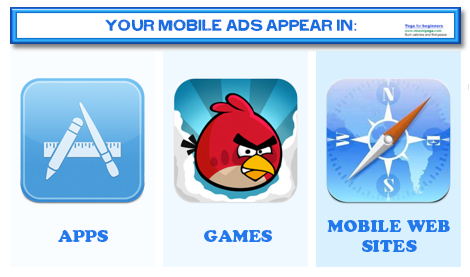 YOUR MOBILE ADS APPEAR IN:
Yoga for beginners
N
W
E
S
APPS
GAMES
MOBILE WEB
SITES